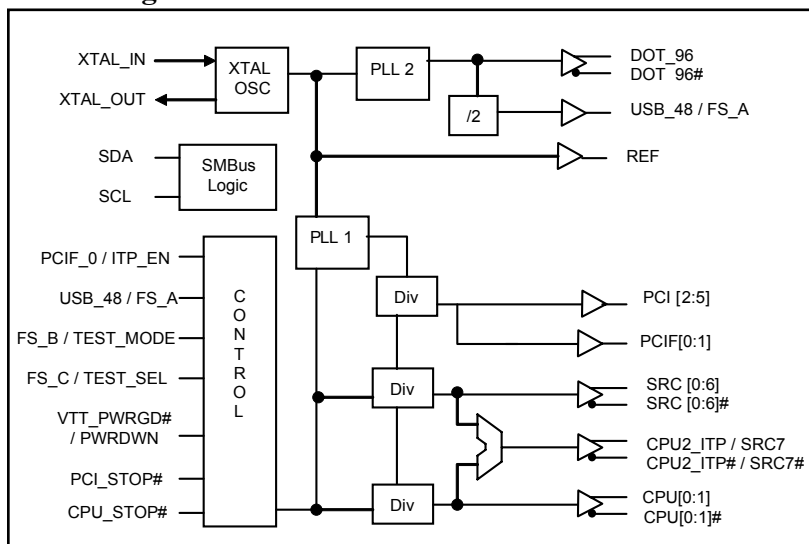 XTAL_IN
XTAL_OUT
XTAL
OSC
PLL 2
/2
DOT_96
DOT_96#
USB_48 / FS_A
REF
SDA
SCL
SMBus
Logic
PLL 1
PCIF_0 / ITP_EN
USB_48 / FS_A
FS_B / TEST_MODE
FS_C / TEST_SEL
VTT_PWRGD#
/ PWRDWN
PCI_STOP#
CPU_STOP#
CONTROL
Div
Div
Div
PCI [2:5]
PCIF[0:1]
SRC [0:6]
SRC [0:6]#
CPU2_ITP / SRC7
CPU2_ITP# / SRC7#
CPU[0:1]
CPU[0:1]#